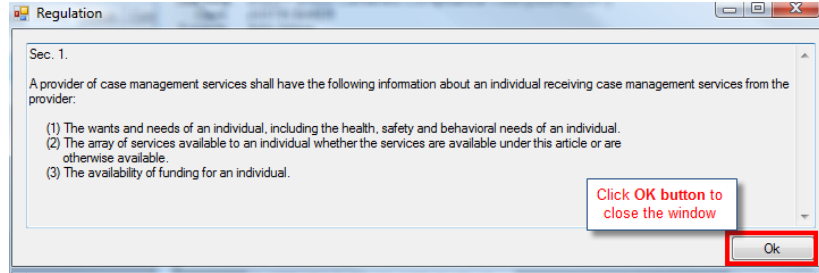 Regulation
Sec. 1.
A provider of case management services shall have the following information about an individual receiving case management services from the
provider:
(1) The wants and needs of an individual, including the health, safety and behavioral needs of an individual.
(2) The array of services available to an individual whether the services are available under this article or are
otherwise available.
(3) The availability of funding for an individual.
Click OK button to
close the window
Ok